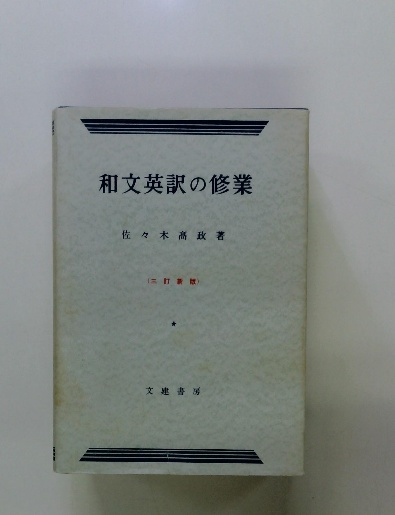 和文英訳の修業
佐々木高政著
(三訂新版)
★
文建書房